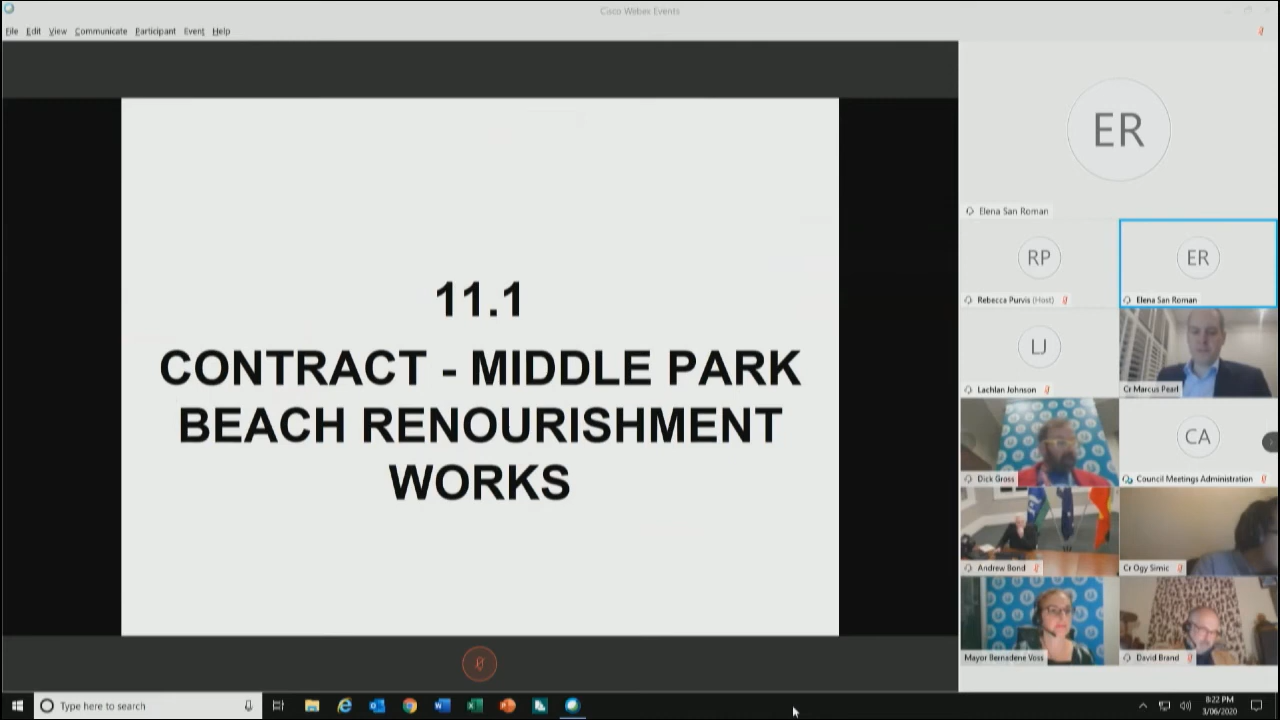 Cisco Webex Events
File Edit View Communicate Participant Event Help
11.1
CONTRACT - MIDDLE PARK
BEACH RENOURISHMENT
WORKS
ER
Elena San Roman
RP
Rebecca Purvis (Host)
ER
Elena San Roman
LJ
Lachlan Johnson
Cr Marcus Pearl
Dick Gross
CA
Council Meetings Administration
Andrew Bond
Cr Ogy Simic
Mayor Bernadene Voss
David Brand
Type here to search
8:22 PM
3/06/2020